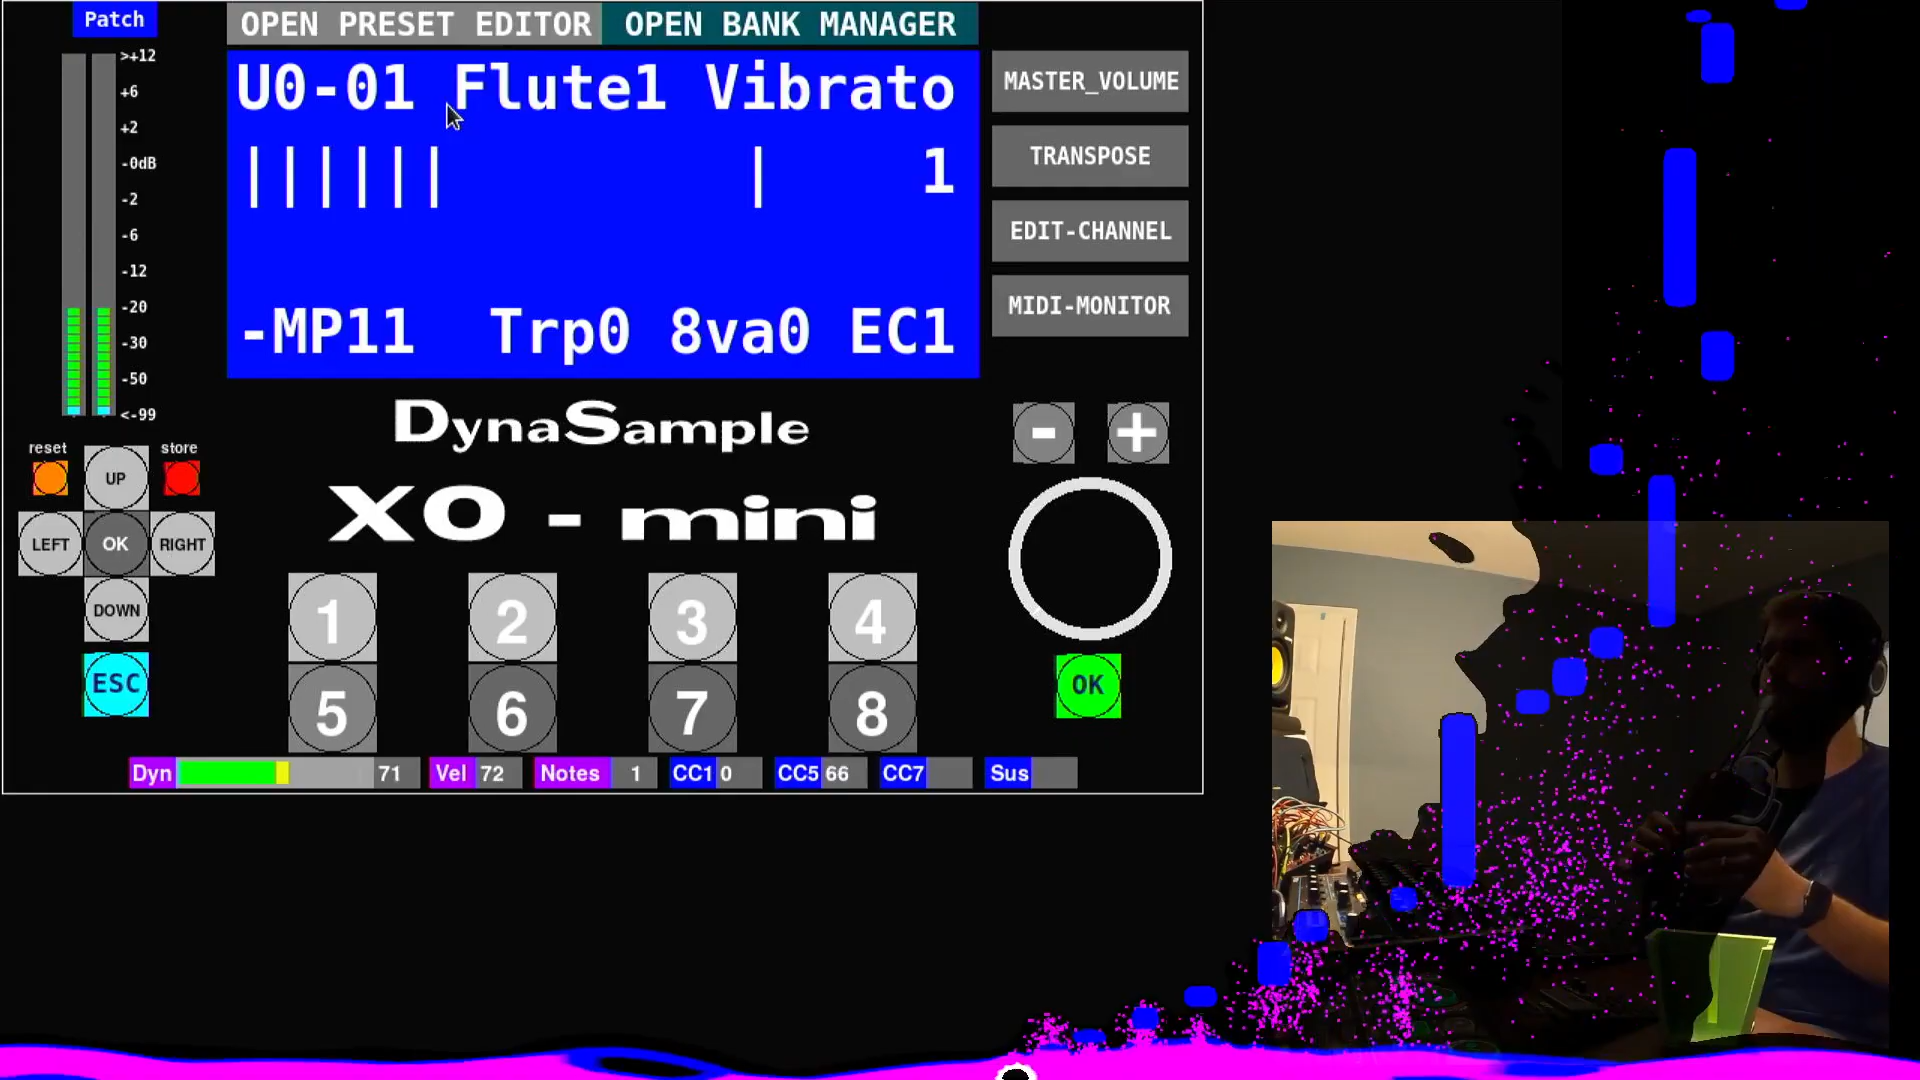 Patch
OPEN PRESET EDITOR
OPEN BANK MANAGER
>+12
+6
+2
-0dB
-2
-6
-12
-20
-30
-50
<-99
U0-01 Flute1 Vibrato
|||||| | 1
-MP11 Trp0 8va0 EC1
MASTER_VOLUME
TRANSPOSE
EDIT-CHANNEL
MIDI-MONITOR
DynaSample
XO - mini
reset
store
UP
LEFT
OK
RIGHT
DOWN
ESC
- +
OK
1 2 3 4
5 6 7 8
Dyn 71 Vel 72 Notes 1 CC1 0 CC5 66 CC7 Sus